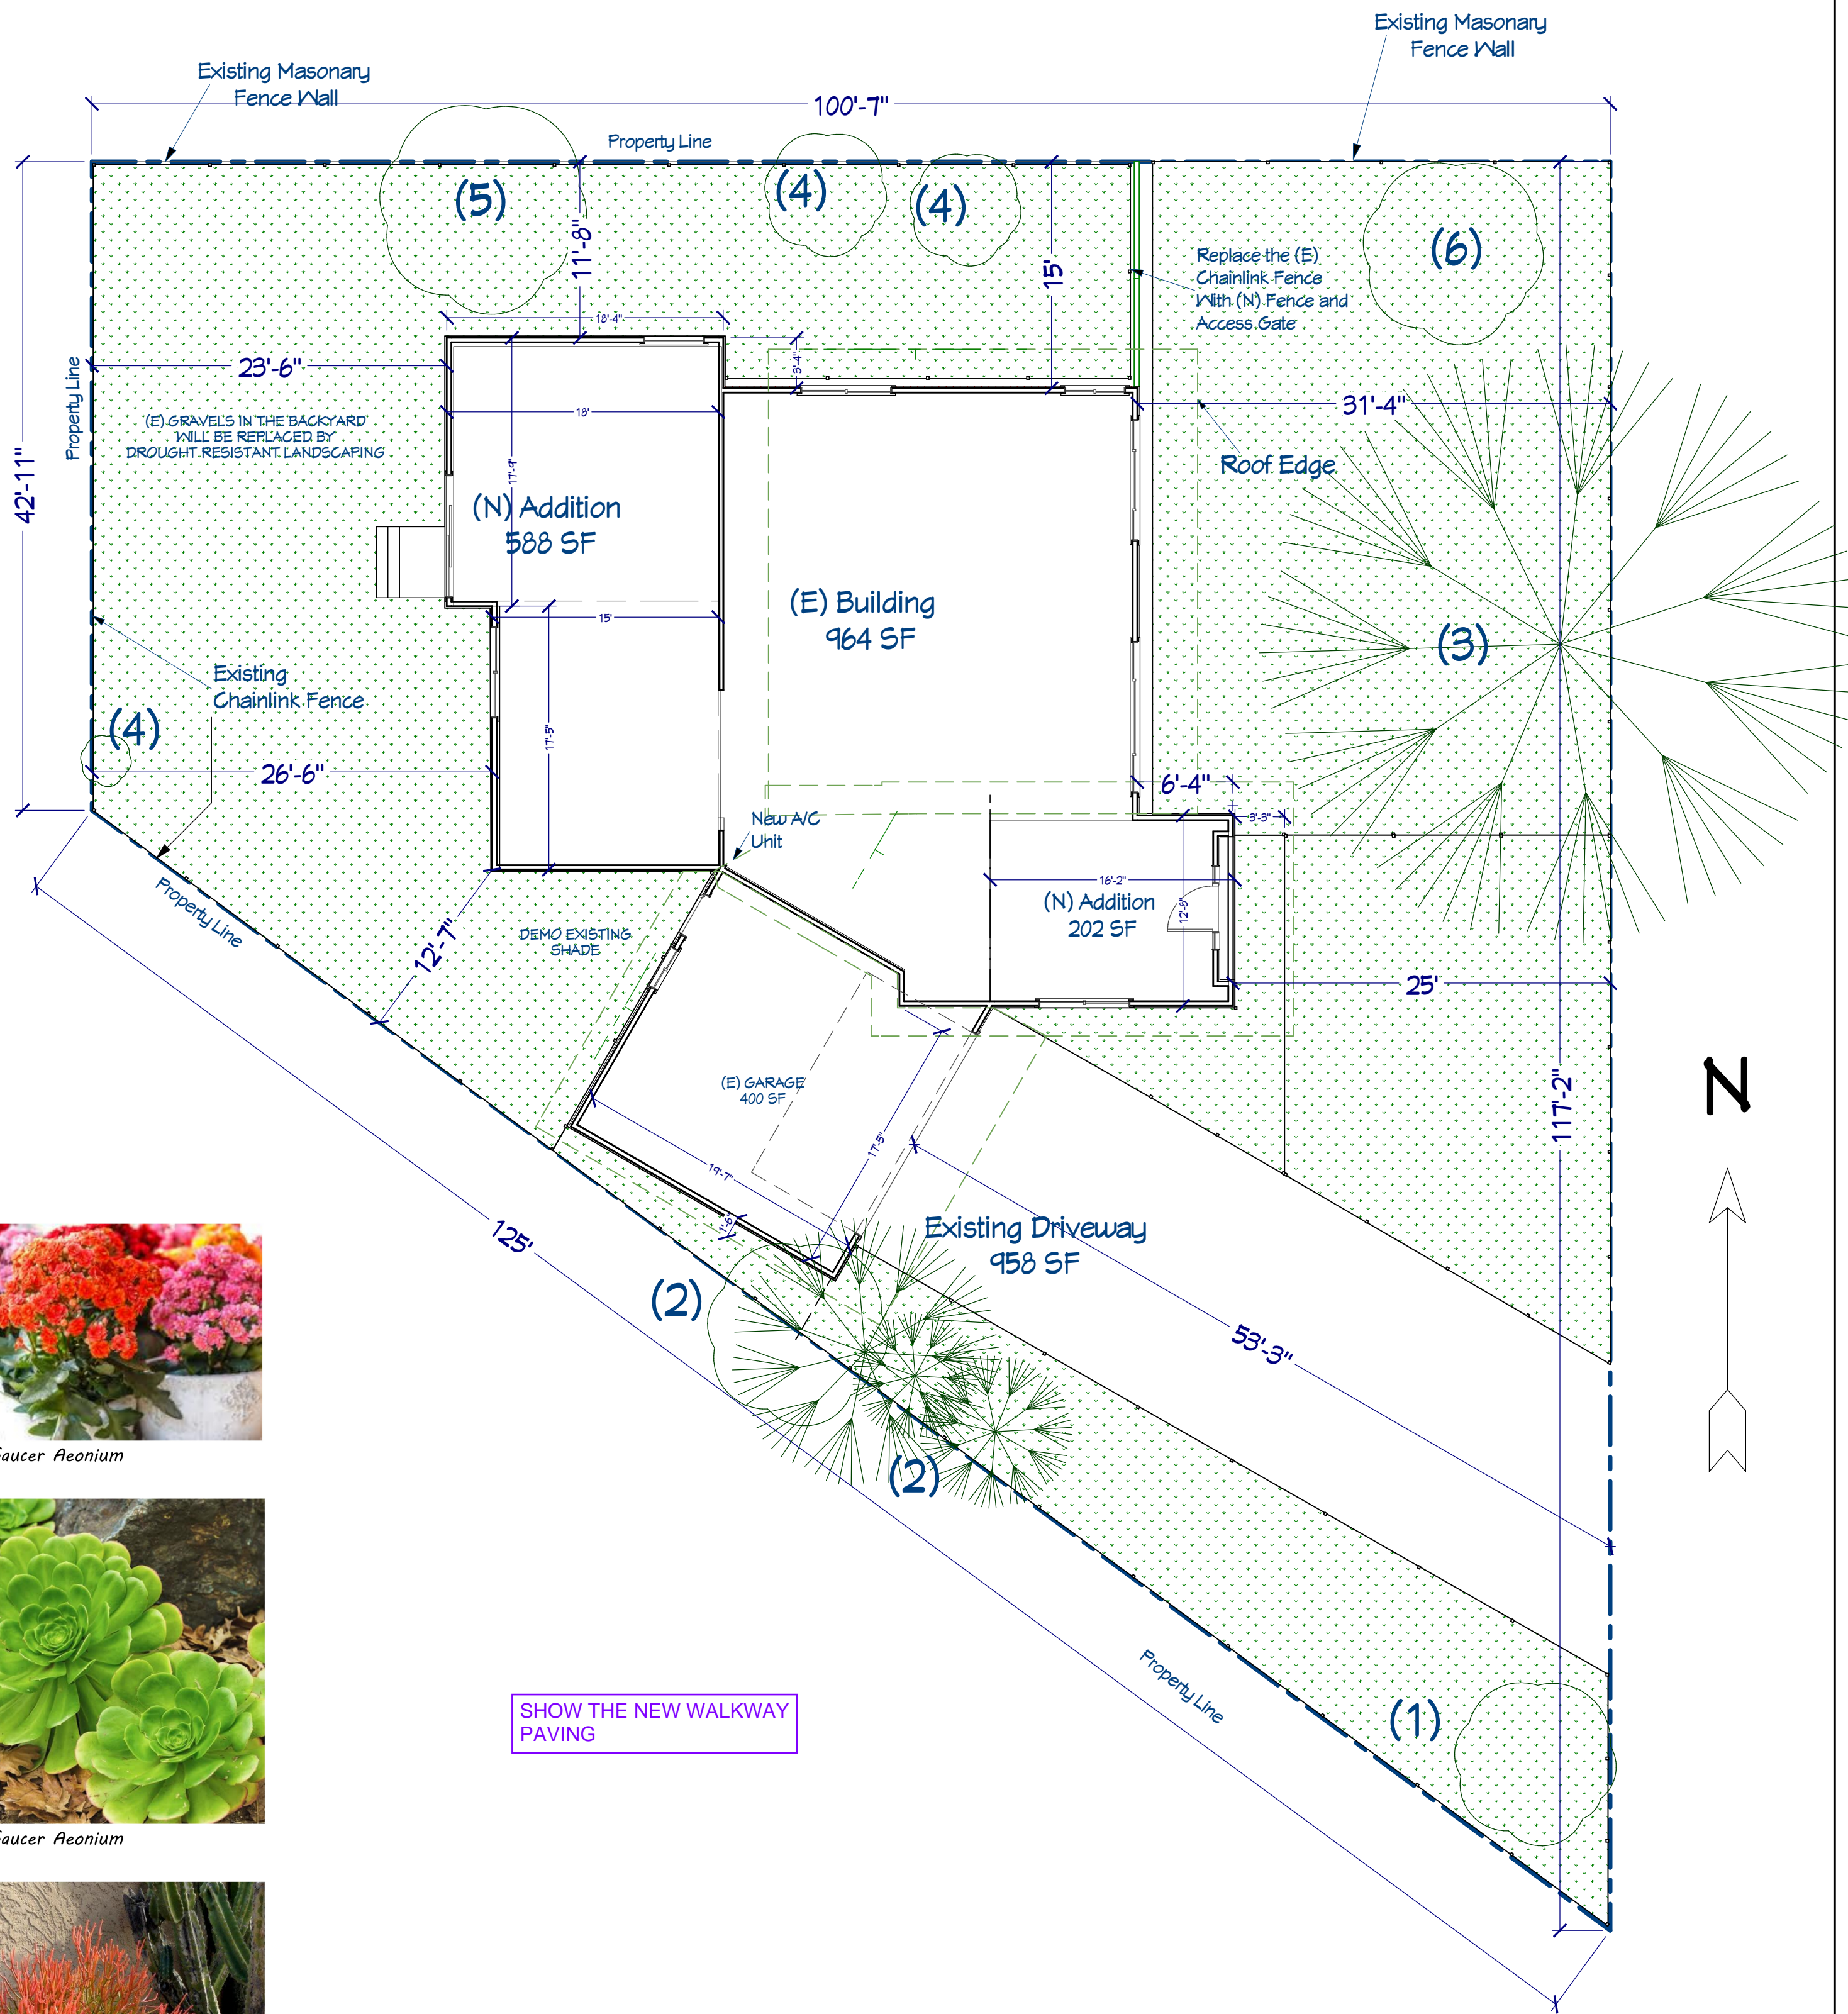 Existing Masonary
Fence Wall
Existing Masonary
Fence Wall
100'-7"
Property Line
(5)
(4)
(4)
(6)
11'-8"
15'
Replace the (E)
Chainlink Fence
With (N) Fence and
Access Gate
18'-4"
3'-4"
23'-6"
Property Line
42'-11"
18'
31'-4"
(E) GRAVELS IN THE BACKYARD
WILL BE REPLACED BY
DROUGHT RESISTANT LANDSCAPING
17'-9"
Roof Edge
(N) Addition
588 SF
(E) Building
964 SF
15'
(3)
Existing
Chainlink Fence
(4)
17'-5"
26'-6"
6'-4"
3'-3"
New A/C
Unit
16'-2"
(N) Addition
202 SF
12'-8"
Property Line
12'-7"
DEMO EXISTING
SHADE
25'
(E) GARAGE
400 SF
117'-2"
N
17'-5"
19'-7"
1'-6"
125'
Existing Driveway
958 SF
(2)
53'-3"
(2)
aucer Aeonium
aucer Aeonium
SHOW THE NEW WALKWAY
PAVING
Property Line
(1)